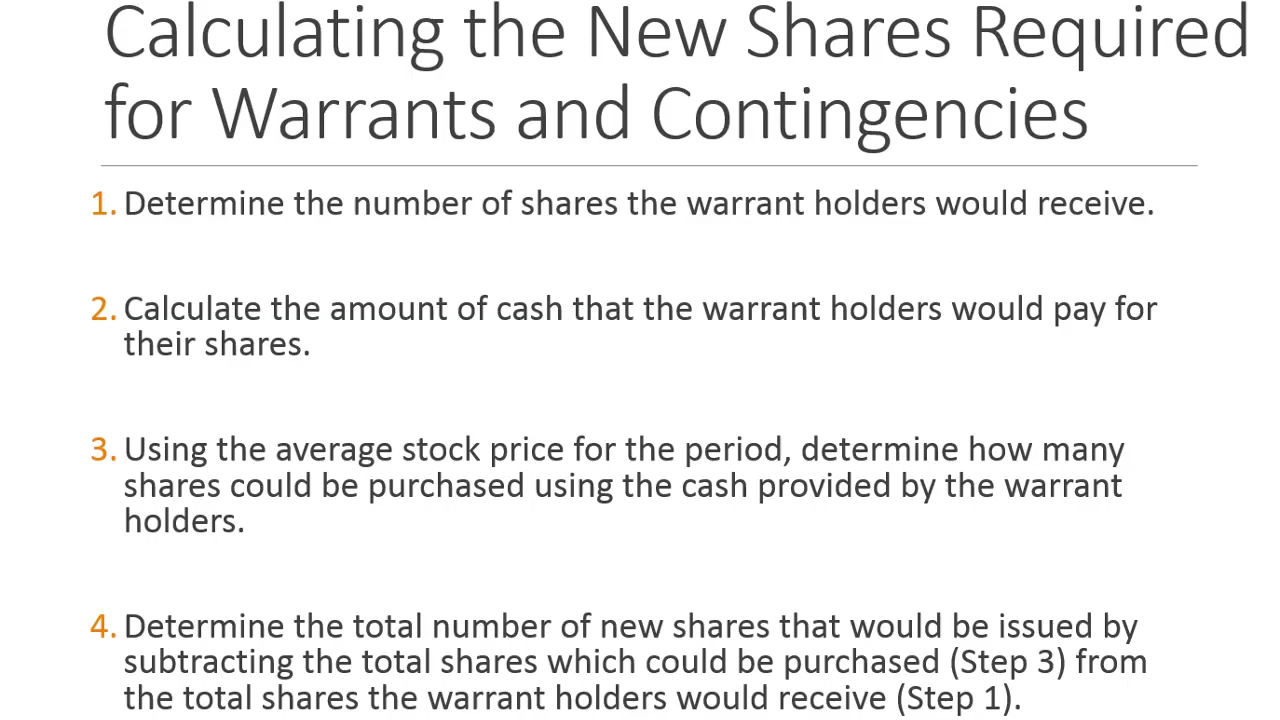 Calculating the New Shares Required
for Warrants and Contingencies
1. Determine the number of shares the warrant holders would receive.
2. Calculate the amount of cash that the warrant holders would pay for
their shares.
3. Using the average stock price for the period, determine how many
shares could be purchased using the cash provided by the warrant
holders.
4. Determine the total number of new shares that would be issued by
subtracting the total shares which could be purchased (Step 3) from
the total shares the warrant holders would receive (Step 1).